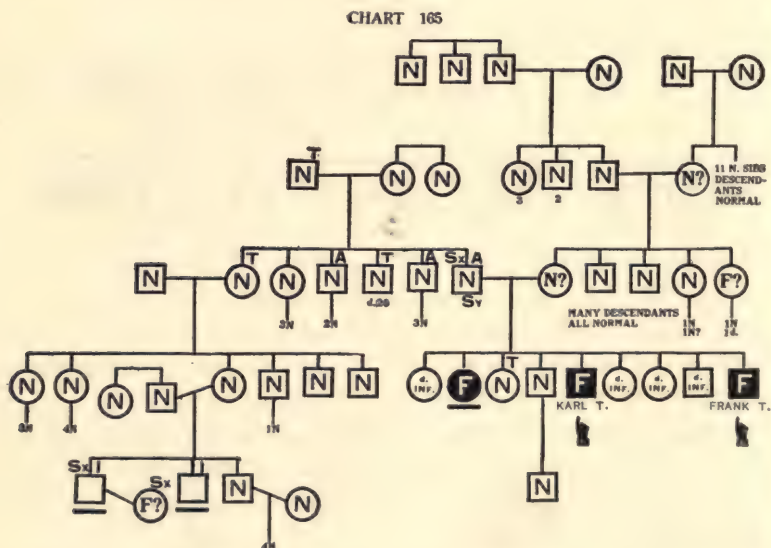 CHART 165
N N N N N N
T
N N N N N N N? 11 N. SIBS
3 2 DESCEND-
ANTS
NORMAL
T A T A Sx A
N N N N N N N N? N N N F?
d.20 Sy
3N 2N 3N MANY DESCENDANTS
ALL NORMAL 1N 1N
1N? 1d.
T
N N N N N N N N d. INF. F N N F d. INF. d. INF. d. INF. F
3N 4N 1N KARL T. FRANK T.
Sx I Sx I
F? N N N
4N